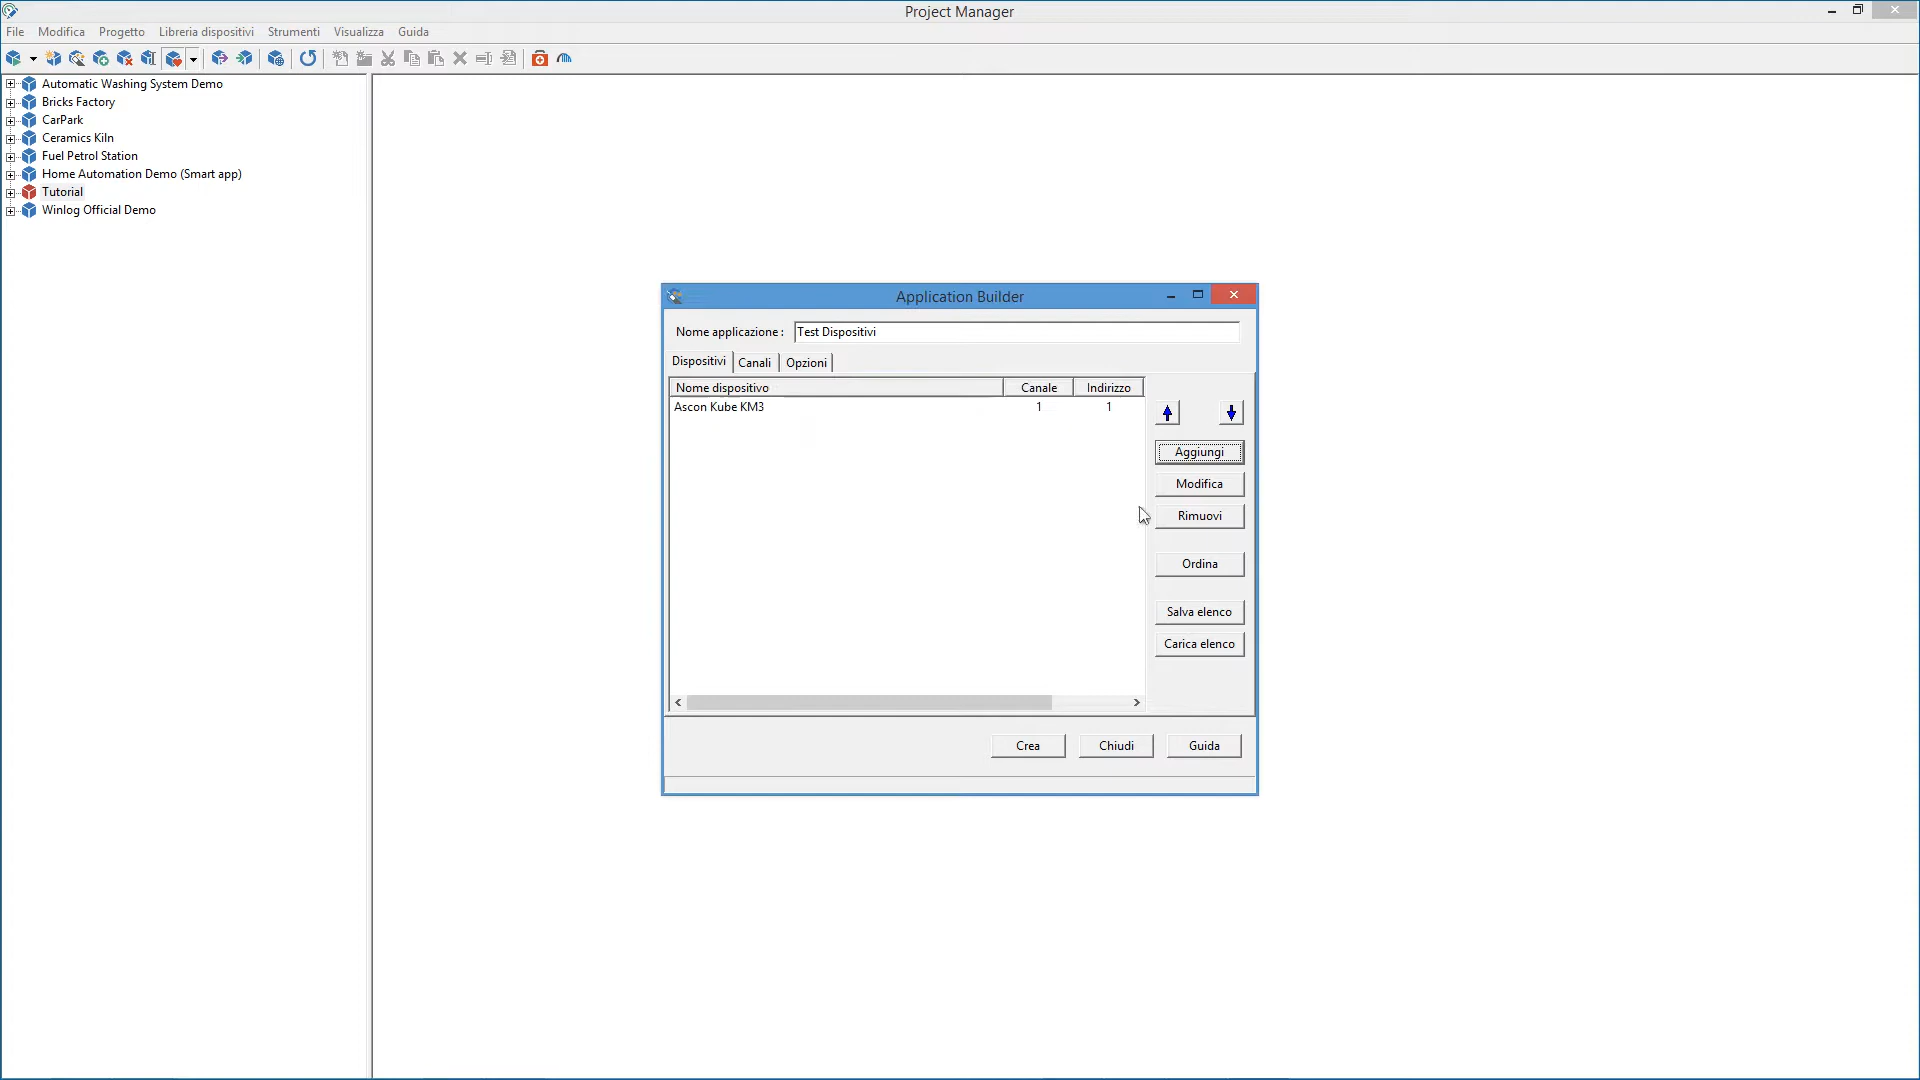 Project Manager
File Modifica Progetto Libreria dispositivi Strumenti Visualizza Guida
Automatic Washing System Demo
Bricks Factory
CarPark
Ceramics Kiln
Fuel Petrol Station
Home Automation Demo (Smart app)
Tutorial
Winlog Official Demo
Application Builder
Nome applicazione : Test Dispositivi
Dispositivi Canali Opzioni
Nome dispositivo Canale Indirizzo
Ascon Kube KM3 1 1
Aggiungi
Modifica
Rimuovi
Ordina
Salva elenco
Carica elenco
Crea Chiudi Guida